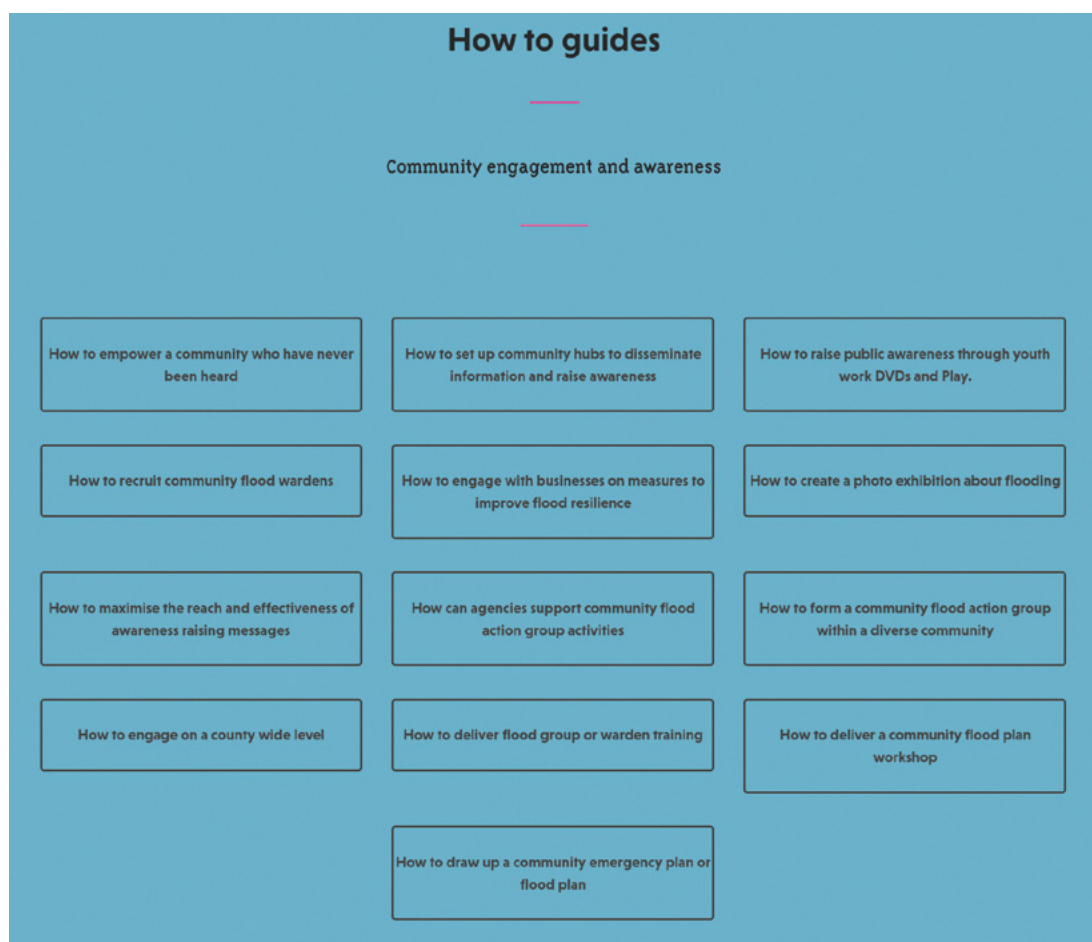 How to guides
Community engagement and awareness
How to empower a community who have never
been heard
How to set up community hubs to disseminate
information and raise awareness
How to raise public awareness through youth
work DVDs and Play.
How to recruit community flood wardens
How to engage with businesses on measures to
improve flood resilience
How to create a photo exhibition about flooding
How to maximise the reach and effectiveness of
awareness raising messages
How can agencies support community flood
action group activities
How to form a community flood action group
within a diverse community
How to engage on a county wide level
How to deliver flood group or warden training
How to deliver a community flood plan
workshop
How to draw up a community emergency plan or
flood plan